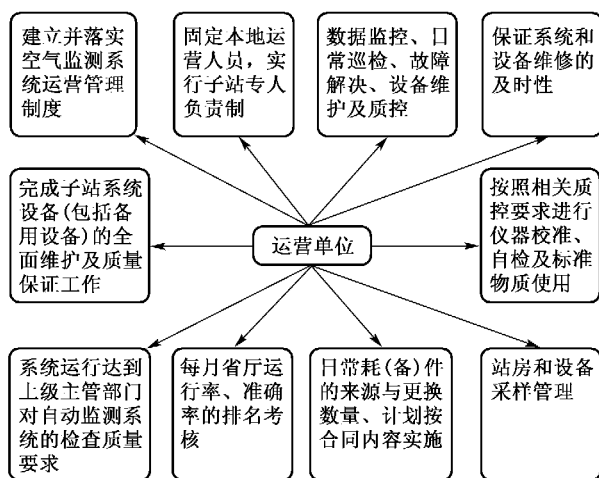 建立并落实
空气监测系
统运营管理
制度
固定本地运
营人员，实
行子站专人
负责制
数据监控、日
常巡检、故障
解决、设备维
护及质控
保证系统和
设备维修的
及时性
完成子站系统
设备(包括备
用设备)的全
面维护及质量
保证工作
运营单位
按照相关质
控要求进行
仪器校准、
自检及标准
物质使用
系统运行达到
上级主管部门
对自动监测系
统的检查质量
要求
每月省厅运
行率、准确
率的排名考
核
日常耗(备)件
的来源与更换
数量、计划按
合同内容实施
站房和设备
采样管理